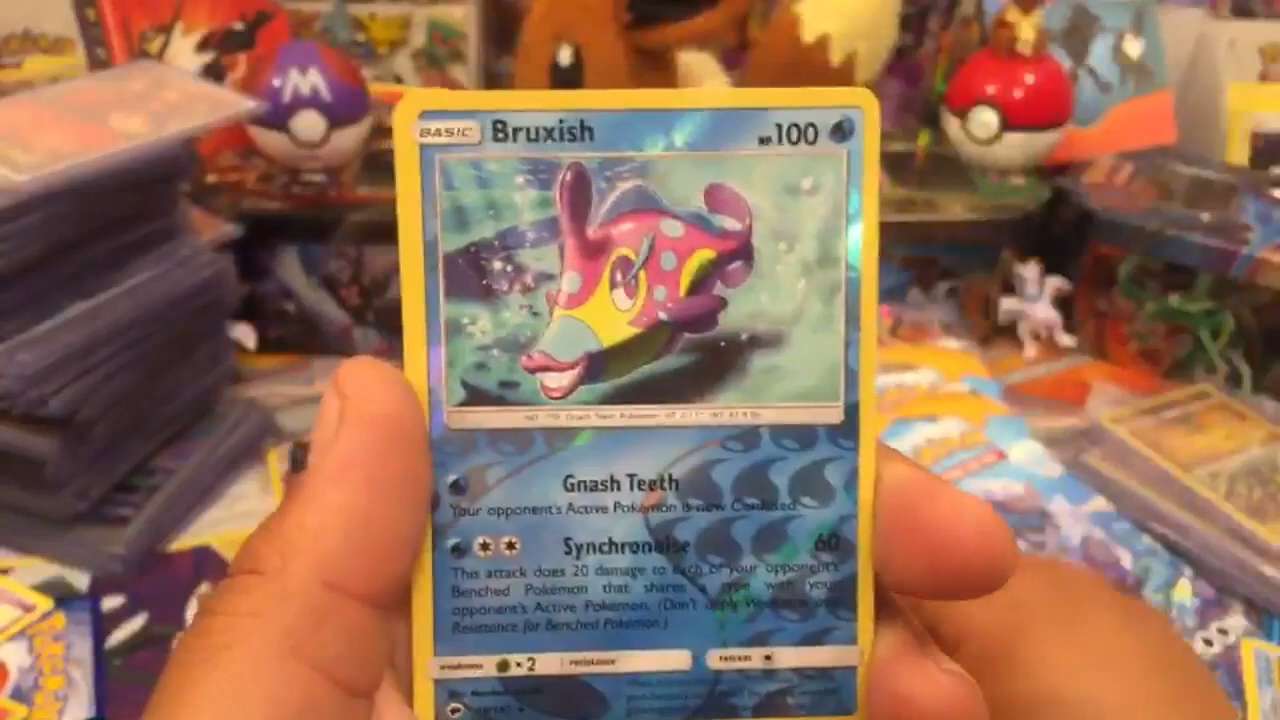 BASIC Bruxish HP 100
Gnash Teeth
Your opponent's Active Pokémon is now Confused.
Synchronoise 60
This attack does 20 damage to each of your opponent's
Benched Pokémon that shares a type with your
opponent's Active Pokémon. (Don't apply Weakness and
Resistance for Benched Pokémon.)
weakness ×2 resistance retreat
M